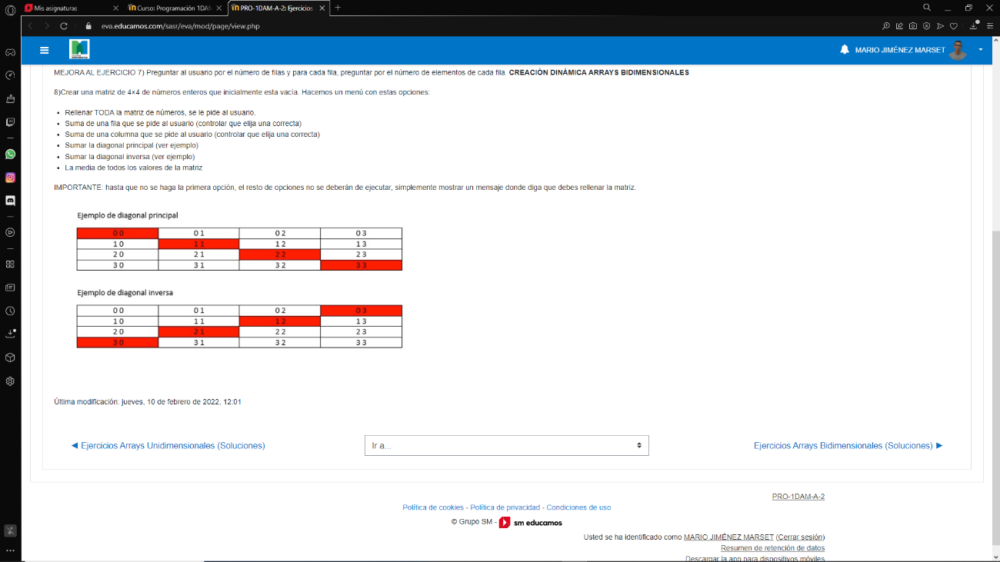 Mis asignaturas
Curso: Programación 1DAM
PRO-1DAM-A-2: Ejercicios
eva.educamos.com/sasr/eva/mod/page/view.php
MARIO JIMÉNEZ MARSET
MEJORA AL EJERCICIO 7) Preguntar al usuario por el número de filas y para cada fila, preguntar por el número de elementos de cada fila. CREACIÓN DINÁMICA ARRAYS BIDIMENSIONALES
8)Crear una matriz de 4×4 de números enteros que inicialmente esta vacía. Hacemos un menú con estas opciones:
• Rellenar TODA la matriz de números, se le pide al usuario.
• Suma de una fila que se pide al usuario (controlar que elija una correcta)
• Suma de una columna que se pide al usuario (controlar que elija una correcta)
• Sumar la diagonal principal (ver ejemplo)
• Sumar la diagonal inversa (ver ejemplo)
• La media de todos los valores de la matriz
IMPORTANTE: hasta que no se haga la primera opción, el resto de opciones no se deberán de ejecutar, simplemente mostrar un mensaje donde diga que debes rellenar la matriz.
Ejemplo de diagonal principal
0 0 0 1 0 2 0 3
1 0 1 1 1 2 1 3
2 0 2 1 2 2 2 3
3 0 3 1 3 2 3 3
Ejemplo de diagonal inversa
0 0 0 1 0 2 0 3
1 0 1 1 1 2 1 3
2 0 2 1 2 2 2 3
3 0 3 1 3 2 3 3
Última modificación: jueves, 10 de febrero de 2022, 12:01
◀ Ejercicios Arrays Unidimensionales (Soluciones)
Ir a...
Ejercicios Arrays Bidimensionales (Soluciones) ▶
PRO-1DAM-A-2
Política de cookies - Política de privacidad - Condiciones de uso
© Grupo SM - sm educamos
Usted se ha identificado como MARIO JIMÉNEZ MARSET (Cerrar sesión)
Resumen de retención de datos
Descargar la app para dispositivos móviles